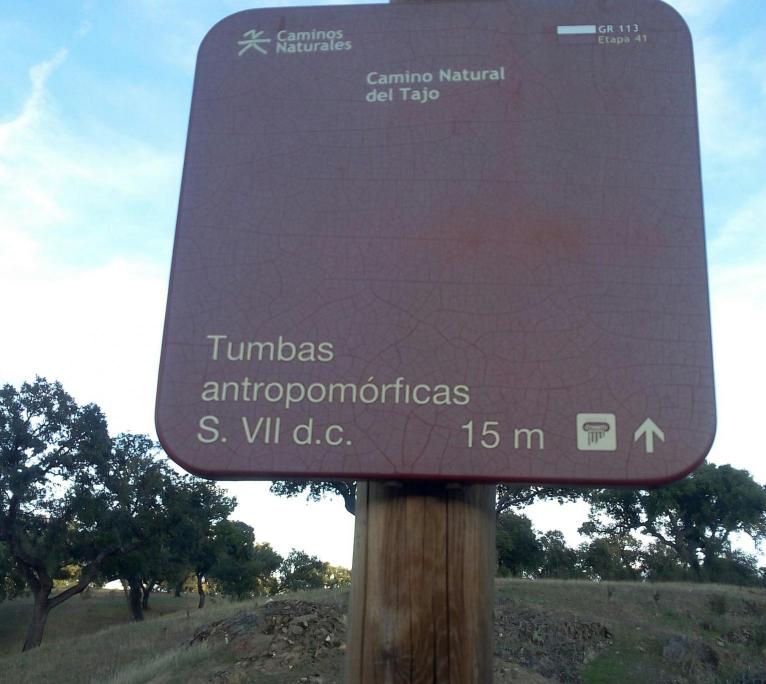 Caminos
Naturales
GR 113
Etapa 41
Camino Natural
del Tajo
Tumbas
antropomórficas
S. VII d.c. 15 m